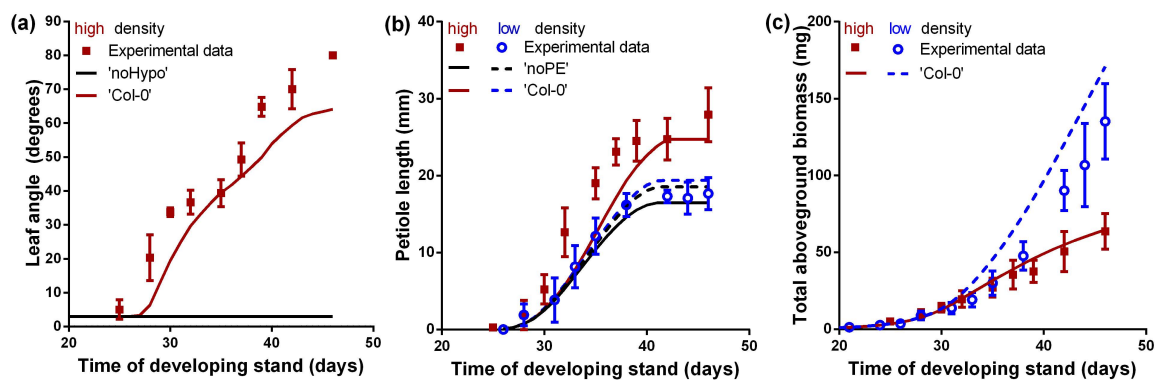 (a)
high density
Experimental data
'noHypo'
'Col-0'
Leaf angle (degrees)
90
80
70
60
50
40
30
20
10
0
20 30 40 50
Time of developing stand (days)
(b)
high low density
Experimental data
'noPE'
'Col-0'
Petiole length (mm)
40
30
20
10
0
20 30 40 50
Time of developing stand (days)
(c)
high low density
Experimental data
'Col-0'
Total aboveground biomass (mg)
200
150
100
50
0
20 30 40 50
Time of developing stand (days)